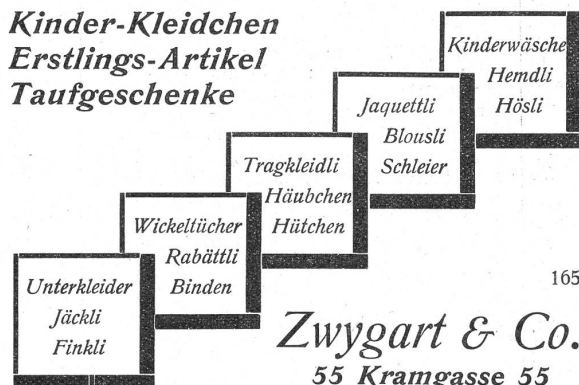 Kinder-Kleidchen
Erstlings-Artikel
Taufgeschenke
Kinderwäsche
Hemdli
Hösli
Jaquettli
Blousli
Schleier
Tragkleidli
Häubchen
Hütchen
Wickeltücher
Rabättli
Binden
Unterkleider
Jäckli
Finkli
165
Zwygart & Co.
55 Kramgasse 55